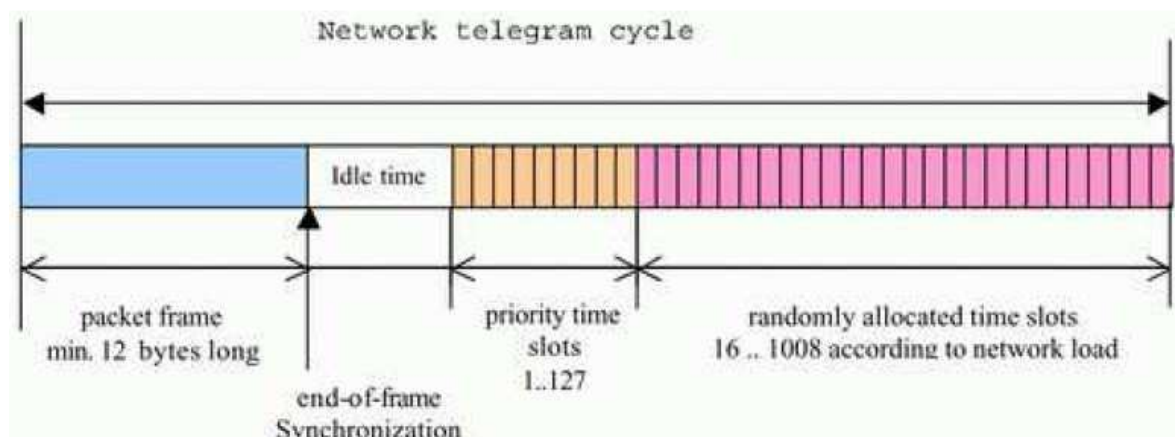 Network telegram cycle
Idle time
packet frame
min. 12 bytes long
end-of-frame
Synchronization
priority time
slots
1..127
randomly allocated time slots
16 .. 1008 according to network load